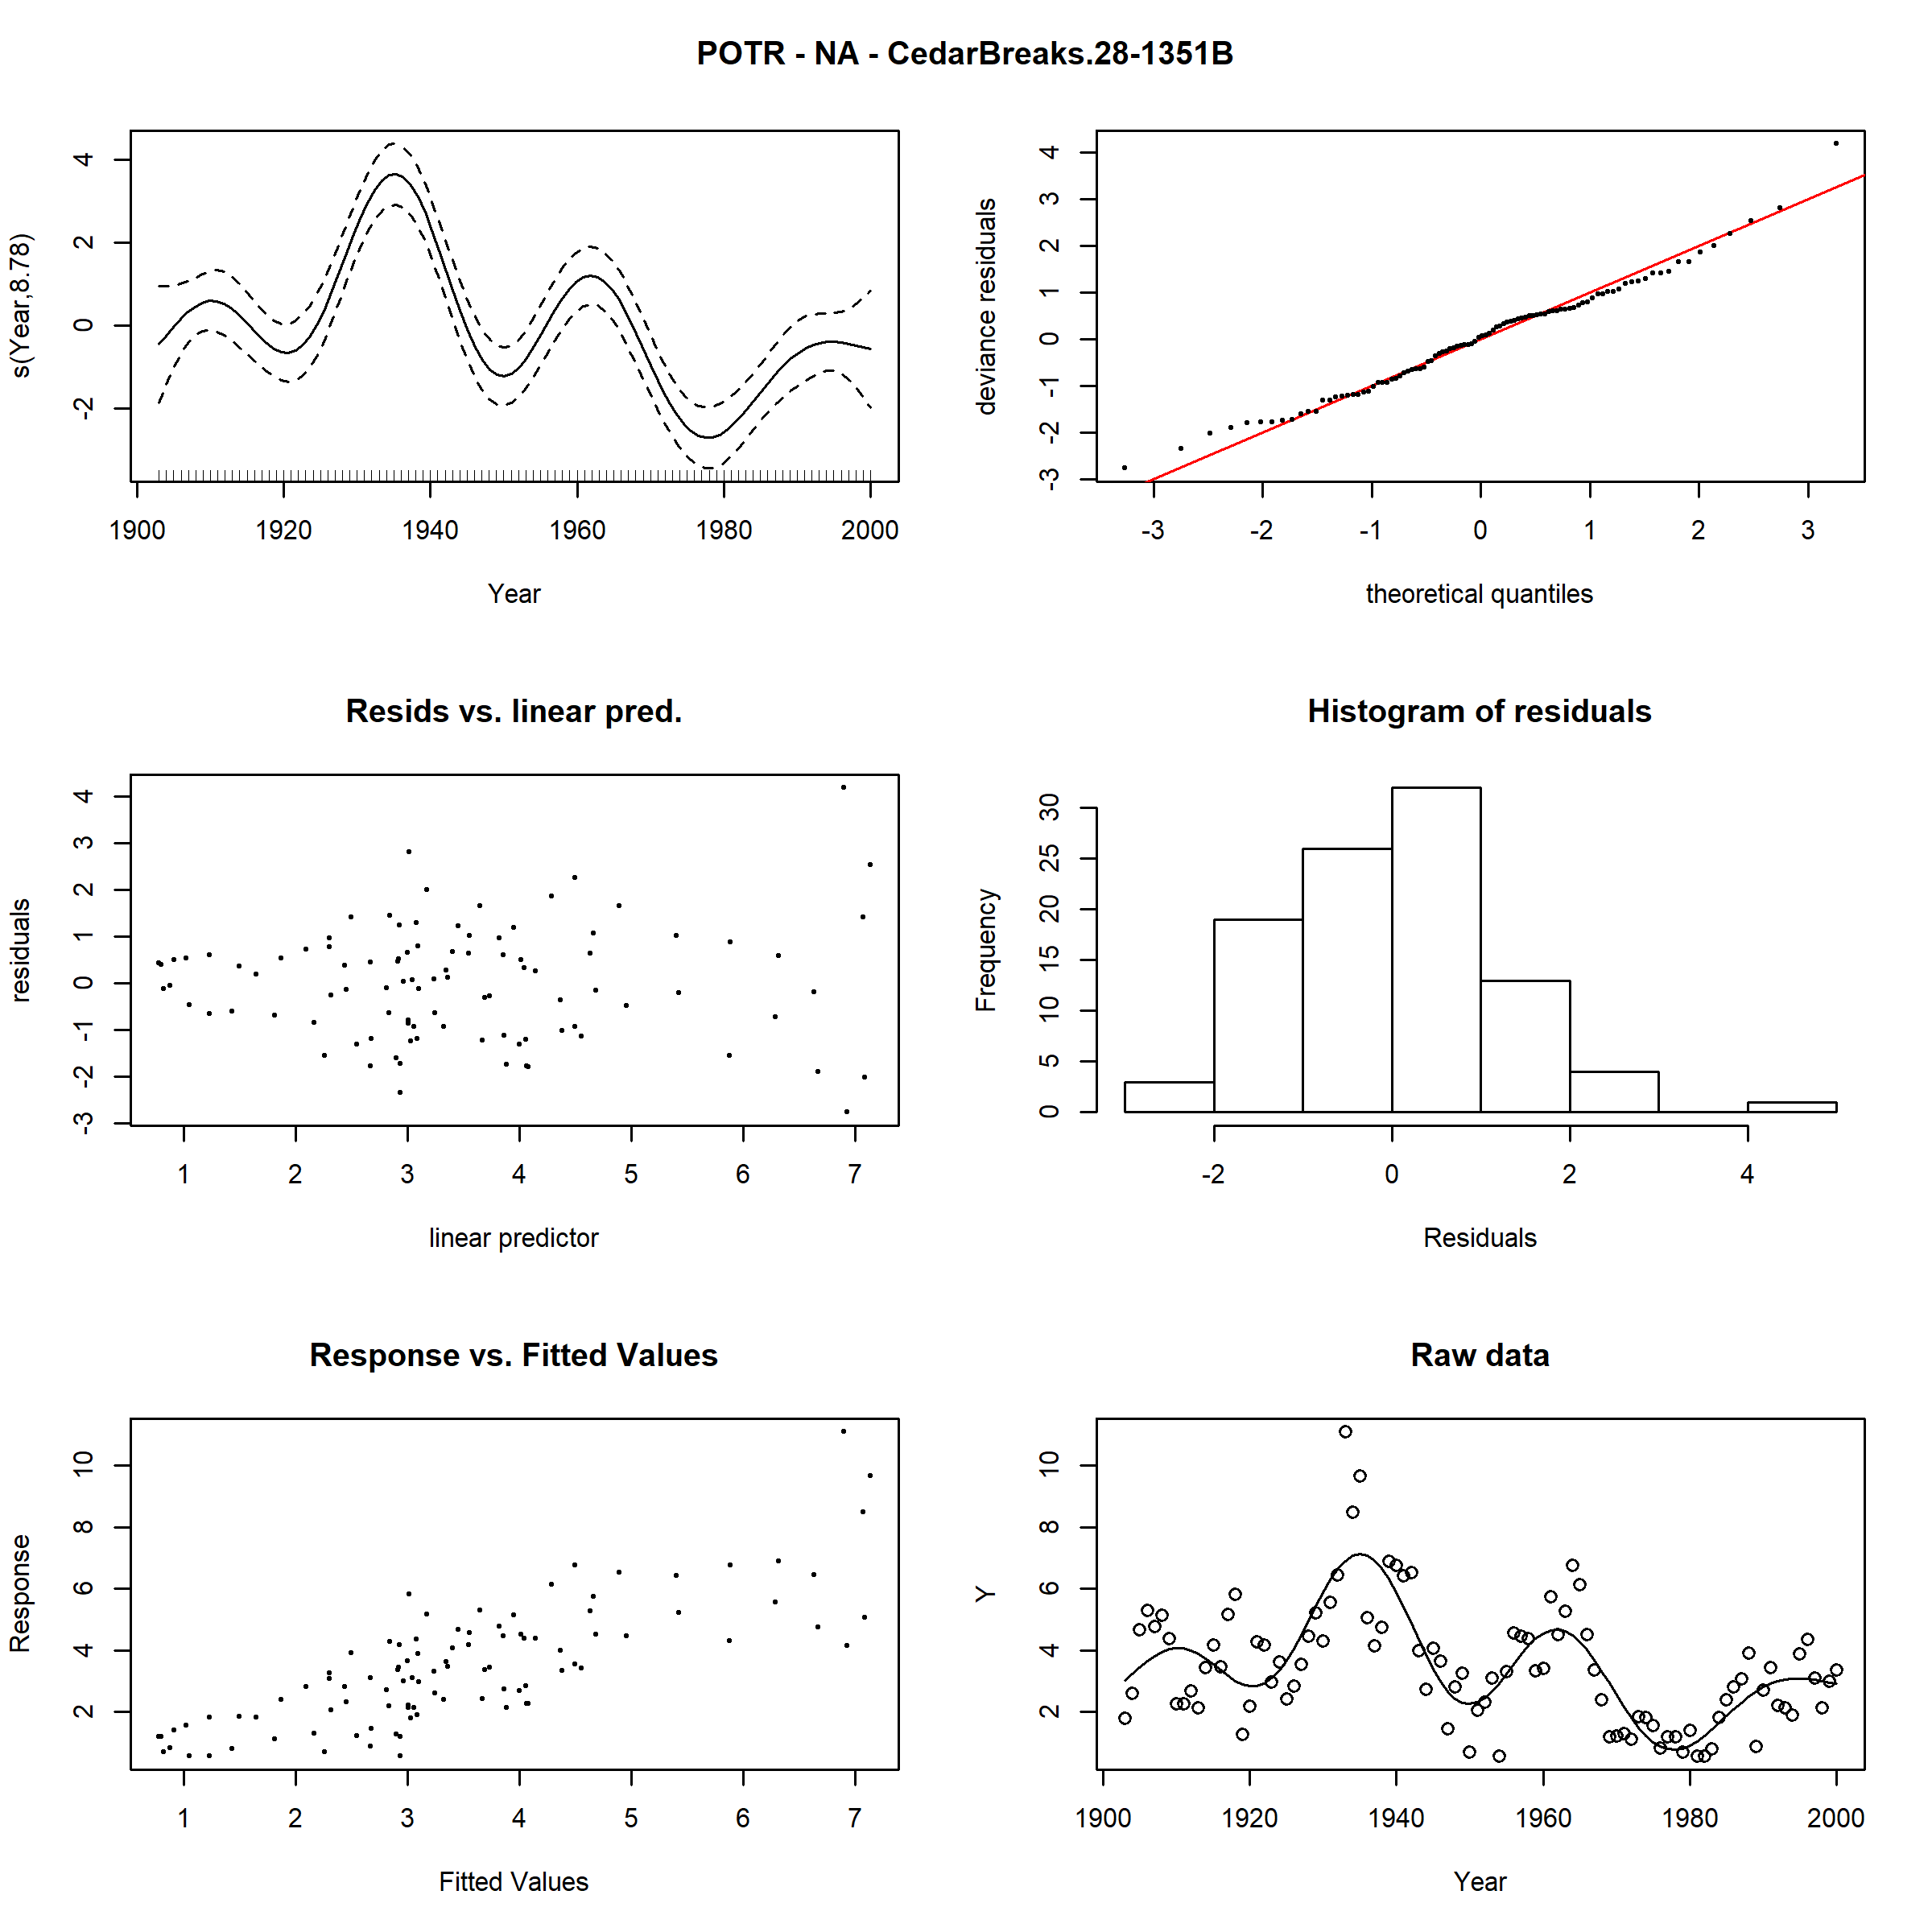 POTR - NA - CedarBreaks.28-1351B
s(Year,8.78)
4
2
0
-2
1900 1920 1940 1960 1980 2000
Year
deviance residuals
4
3
2
1
0
-1
-2
-3
-3 -2 -1 0 1 2 3
theoretical quantiles
Resids vs. linear pred.
residuals
4
3
2
1
0
-1
-2
-3
1 2 3 4 5 6 7
linear predictor
Histogram of residuals
Frequency
30
25
20
15
10
5
0
-2 0 2 4
Residuals
Response vs. Fitted Values
Response
10
8
6
4
2
1 2 3 4 5 6 7
Fitted Values
Raw data
Y
10
8
6
4
2
1900 1920 1940 1960 1980 2000
Year